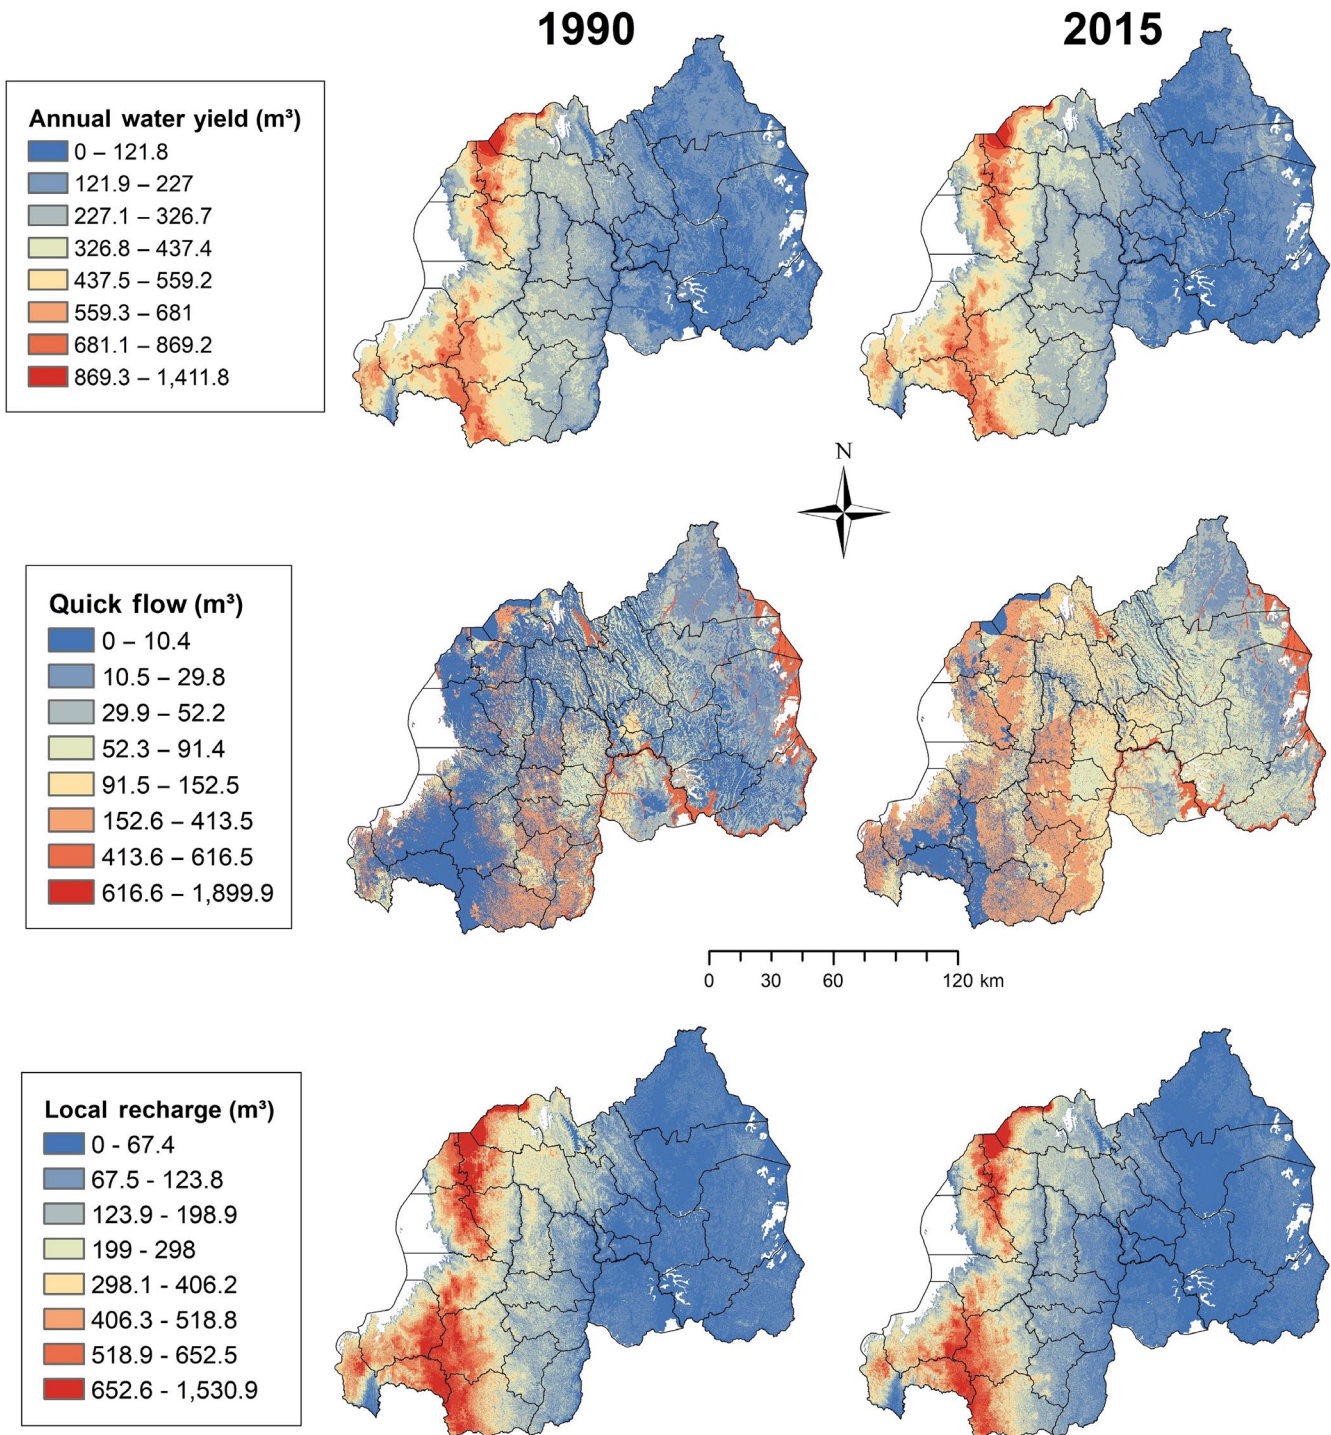 1990
2015
Annual water yield (m³)
0 – 121.8
121.9 – 227
227.1 – 326.7
326.8 – 437.4
437.5 – 559.2
559.3 – 681
681.1 – 869.2
869.3 – 1,411.8
N
Quick flow (m³)
0 – 10.4
10.5 – 29.8
29.9 – 52.2
52.3 – 91.4
91.5 – 152.5
152.6 – 413.5
413.6 – 616.5
616.6 – 1,899.9
0 30 60 120 km
Local recharge (m³)
0 - 67.4
67.5 - 123.8
123.9 - 198.9
199 - 298
298.1 - 406.2
406.3 - 518.8
518.9 - 652.5
652.6 - 1,530.9